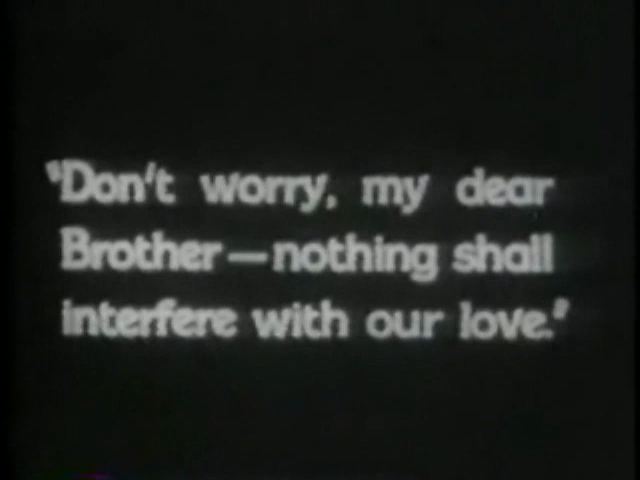 "Don't worry, my dear
Brother—nothing shall
interfere with our love."